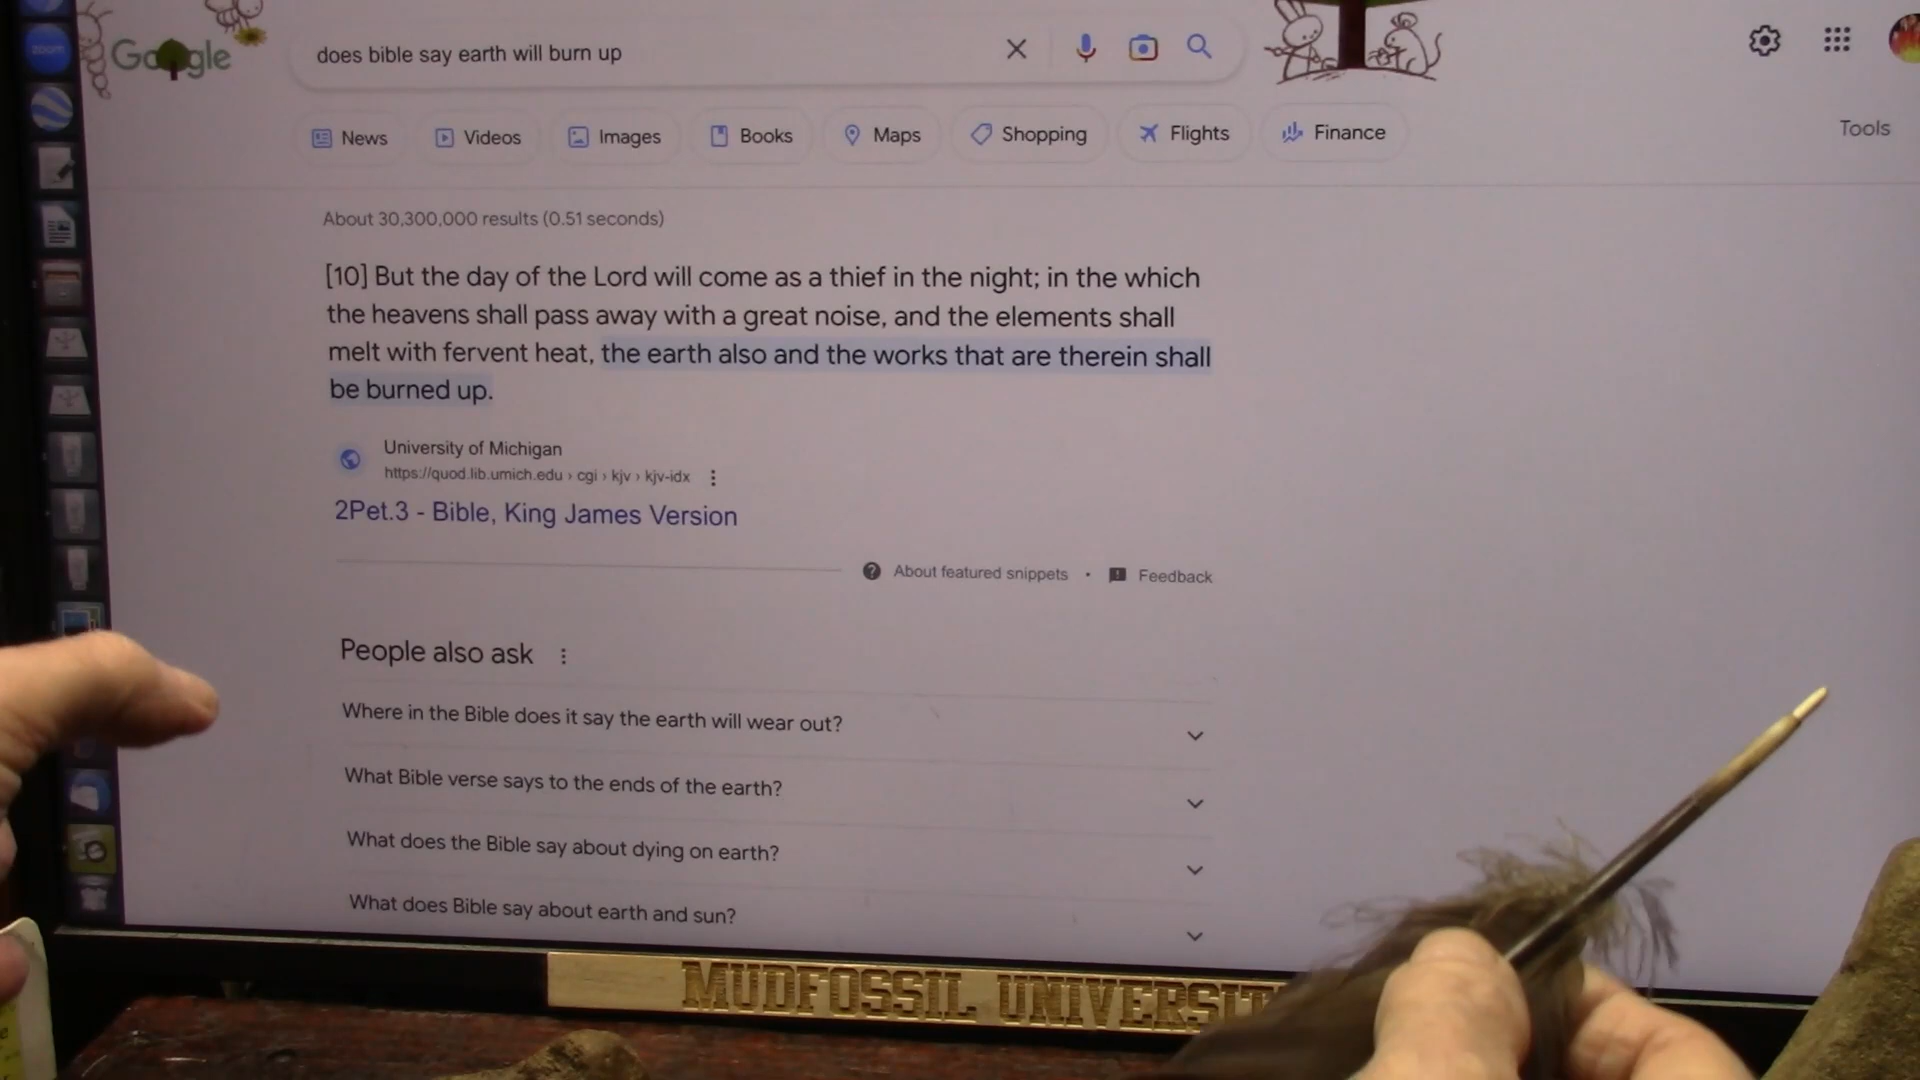 zoom
Google
does bible say earth will burn up
News
Videos
Images
Books
Maps
Shopping
Flights
Finance
Tools
About 30,300,000 results (0.51 seconds)
[10] But the day of the Lord will come as a thief in the night; in the which
the heavens shall pass away with a great noise, and the elements shall
melt with fervent heat, the earth also and the works that are therein shall
be burned up.
University of Michigan
https://quod.lib.umich.edu › cgi › kjv › kjv-idx
2Pet.3 - Bible, King James Version
About featured snippets • Feedback
People also ask
Where in the Bible does it say the earth will wear out?
What Bible verse says to the ends of the earth?
What does the Bible say about dying on earth?
What does Bible say about earth and sun?
MUDFOSSIL